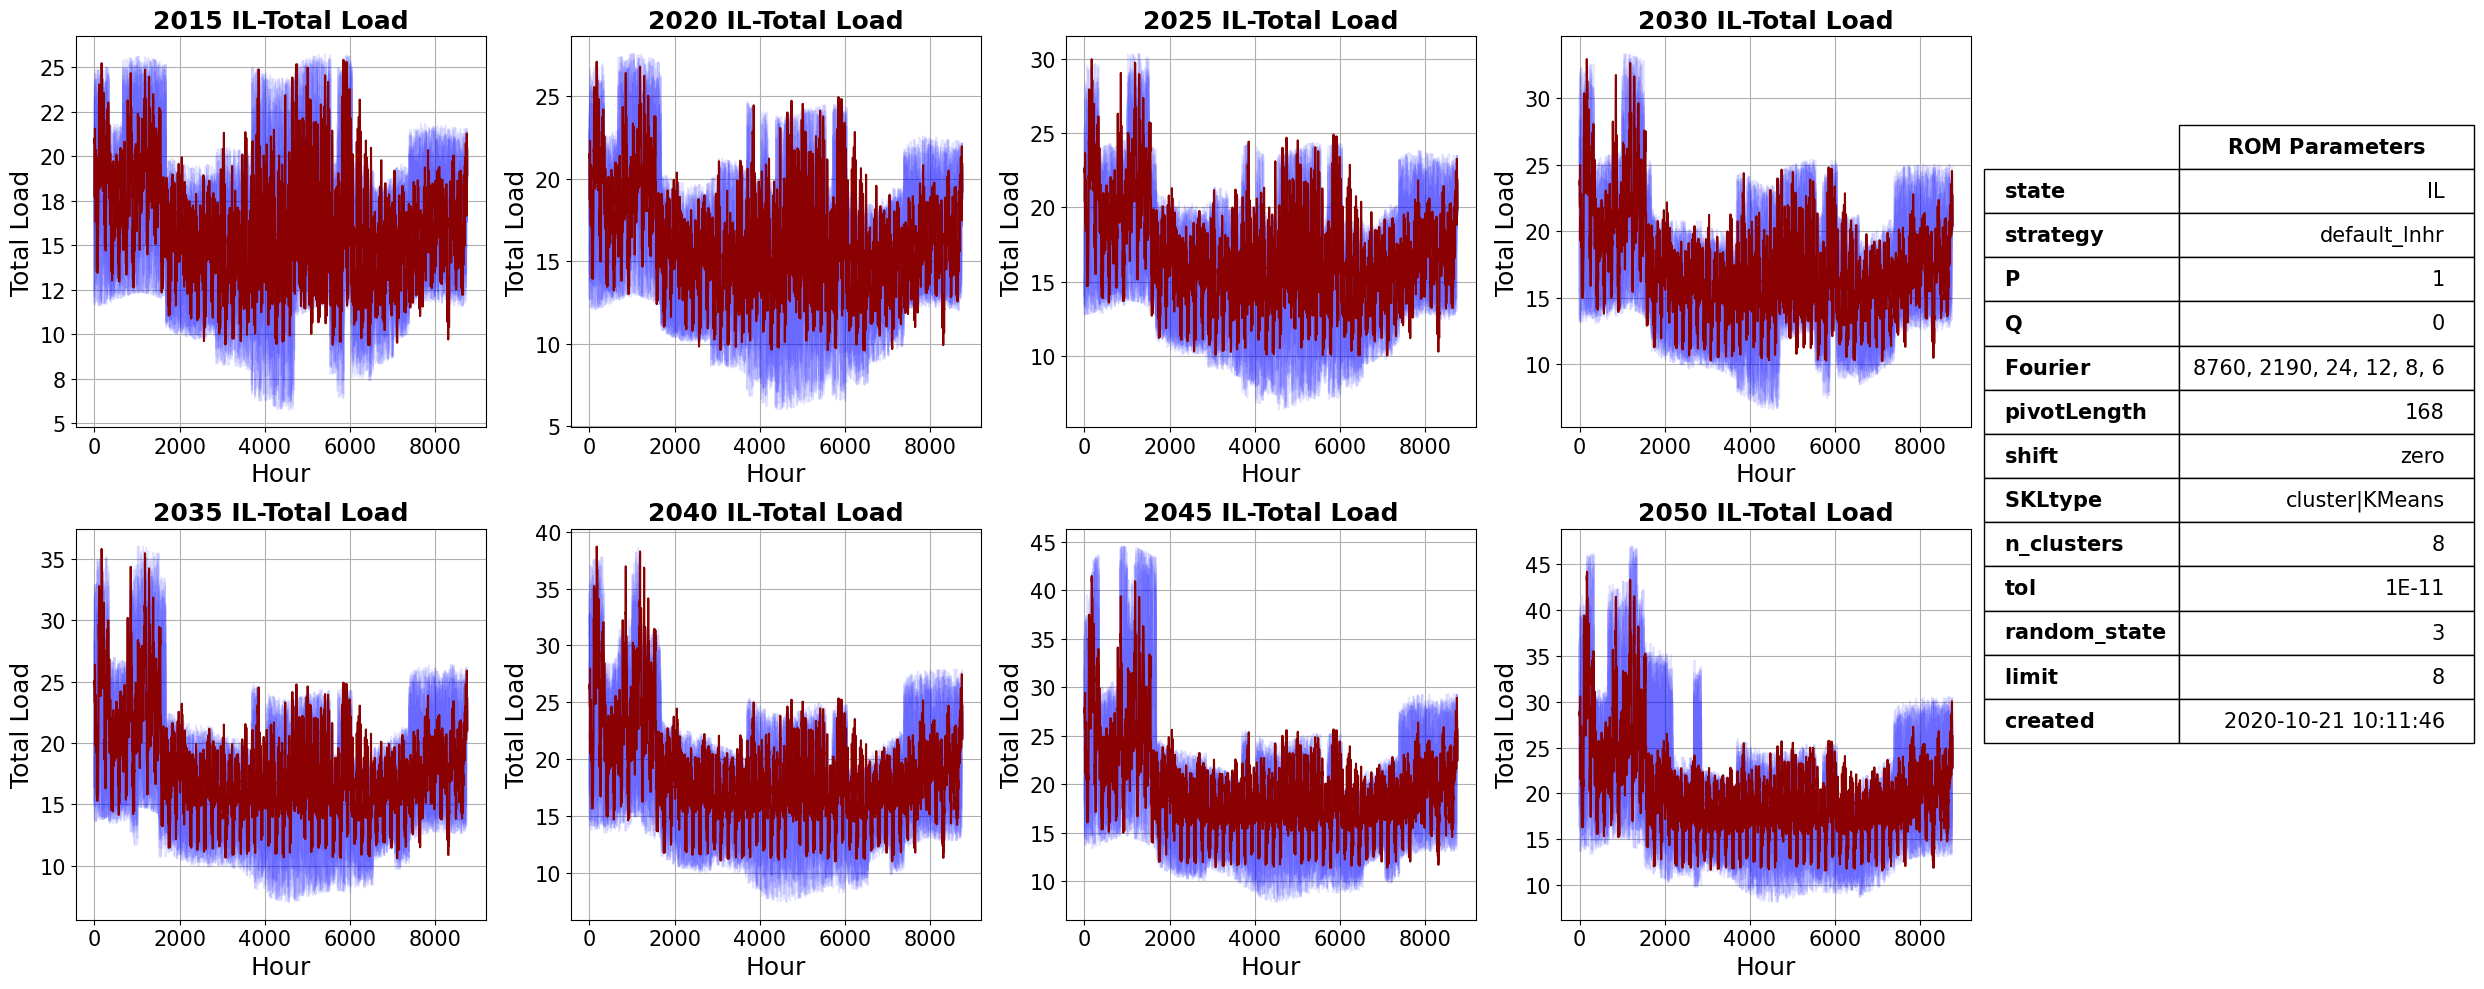 2015 IL-Total Load
25
22
20
18
15
12
10
8
5
Total Load
0 2000 4000 6000 8000
Hour
2020 IL-Total Load
25
20
15
10
5
Total Load
0 2000 4000 6000 8000
Hour
2025 IL-Total Load
30
25
20
15
10
Total Load
0 2000 4000 6000 8000
Hour
2030 IL-Total Load
30
25
20
15
10
Total Load
0 2000 4000 6000 8000
Hour
2035 IL-Total Load
35
30
25
20
15
10
Total Load
0 2000 4000 6000 8000
Hour
2040 IL-Total Load
40
35
30
25
20
15
10
Total Load
0 2000 4000 6000 8000
Hour
2045 IL-Total Load
45
40
35
30
25
20
15
10
Total Load
0 2000 4000 6000 8000
Hour
2050 IL-Total Load
45
40
35
30
25
20
15
10
Total Load
0 2000 4000 6000 8000
Hour
ROM Parameters
state IL
strategy default_lnhr
P 1
Q 0
Fourier 8760, 2190, 24, 12, 8, 6
pivotLength 168
shift zero
SKLtype cluster|KMeans
n_clusters 8
tol 1E-11
random_state 3
limit 8
created 2020-10-21 10:11:46